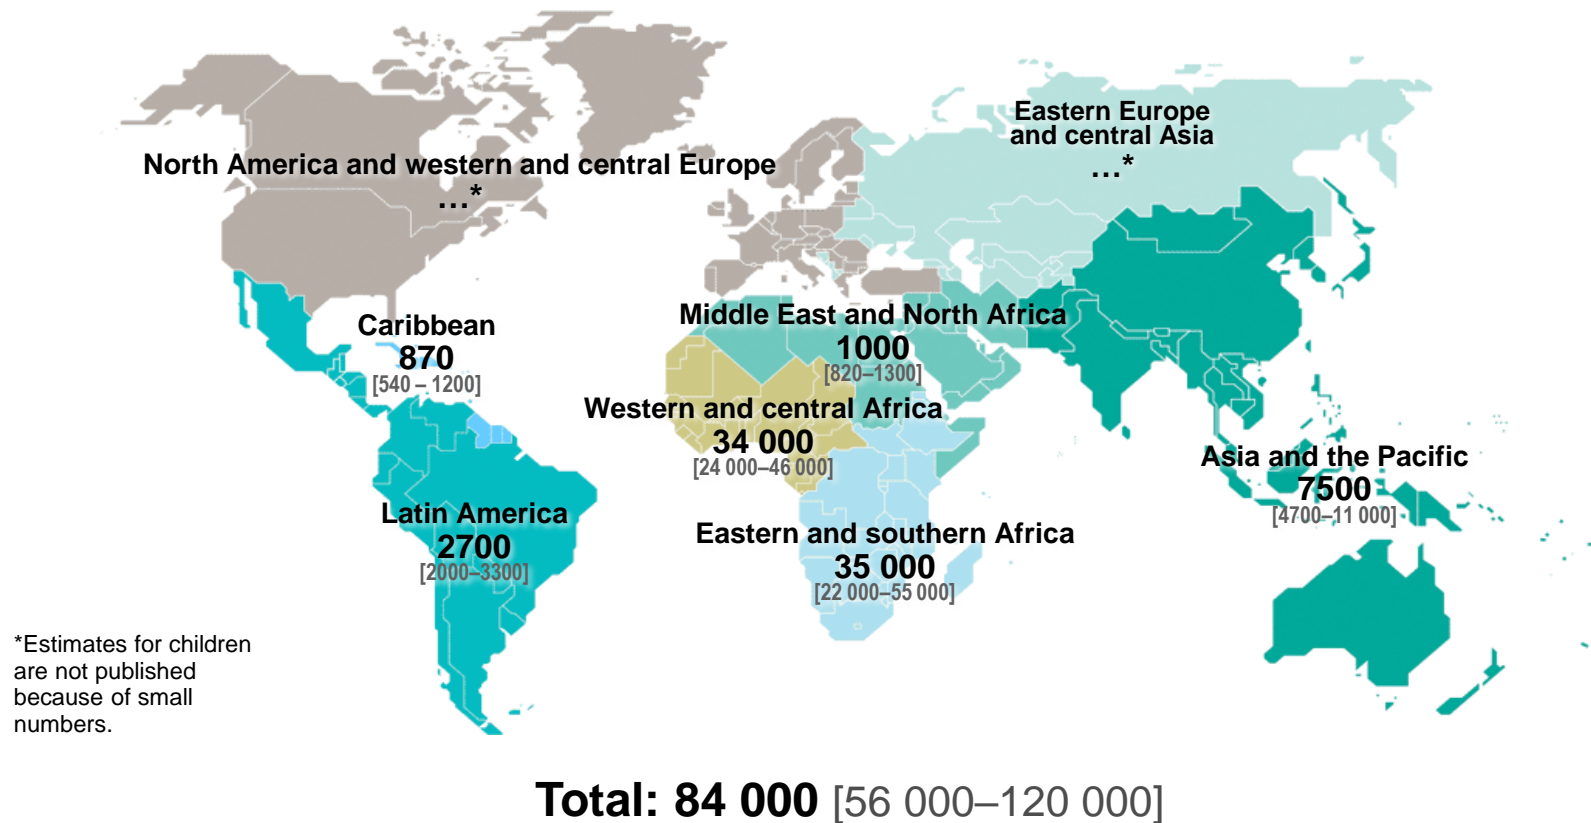 Eastern Europe
and central Asia
...*
North America and western and central Europe
...*
Middle East and North Africa
1000
[820–1300]
Caribbean
870
[540 – 1200]
Western and central Africa
34 000
[24 000–46 000]
Asia and the Pacific
7500
[4700–11 000]
Latin America
2700
[2000–3300]
Eastern and southern Africa
35 000
[22 000–55 000]
*Estimates for children
are not published
because of small
numbers.
Total: 84 000 [56 000–120 000]